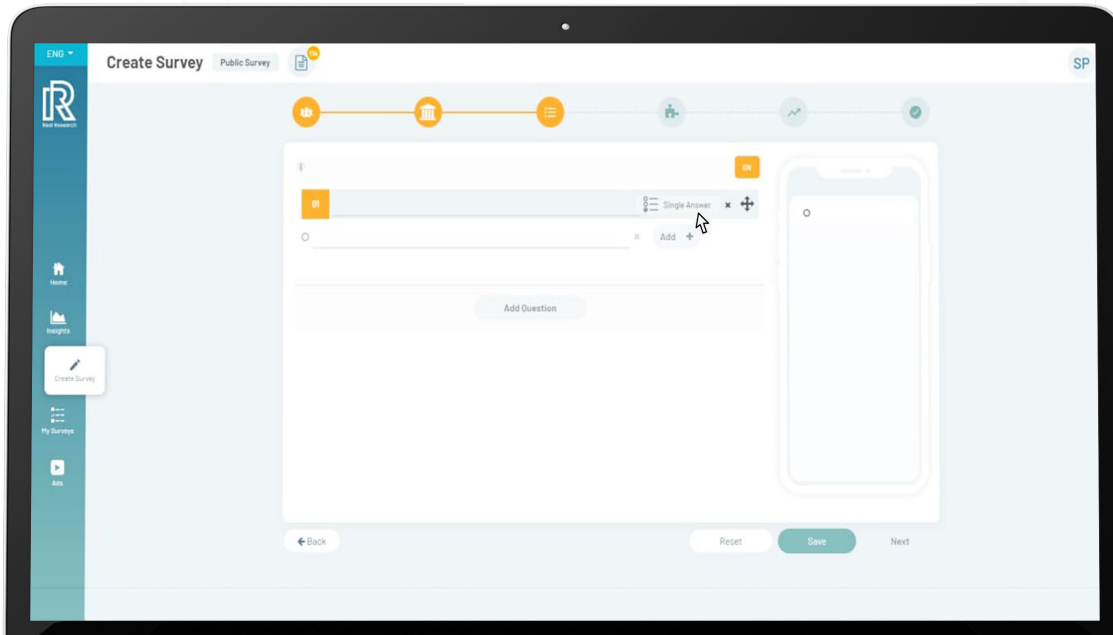 ENG
Create Survey
Public Survey
SP
Real Research
EN
01
Single Answer
Add +
Home
Add Question
Insights
Create Survey
My Surveys
Ads
Back
Reset
Save
Next